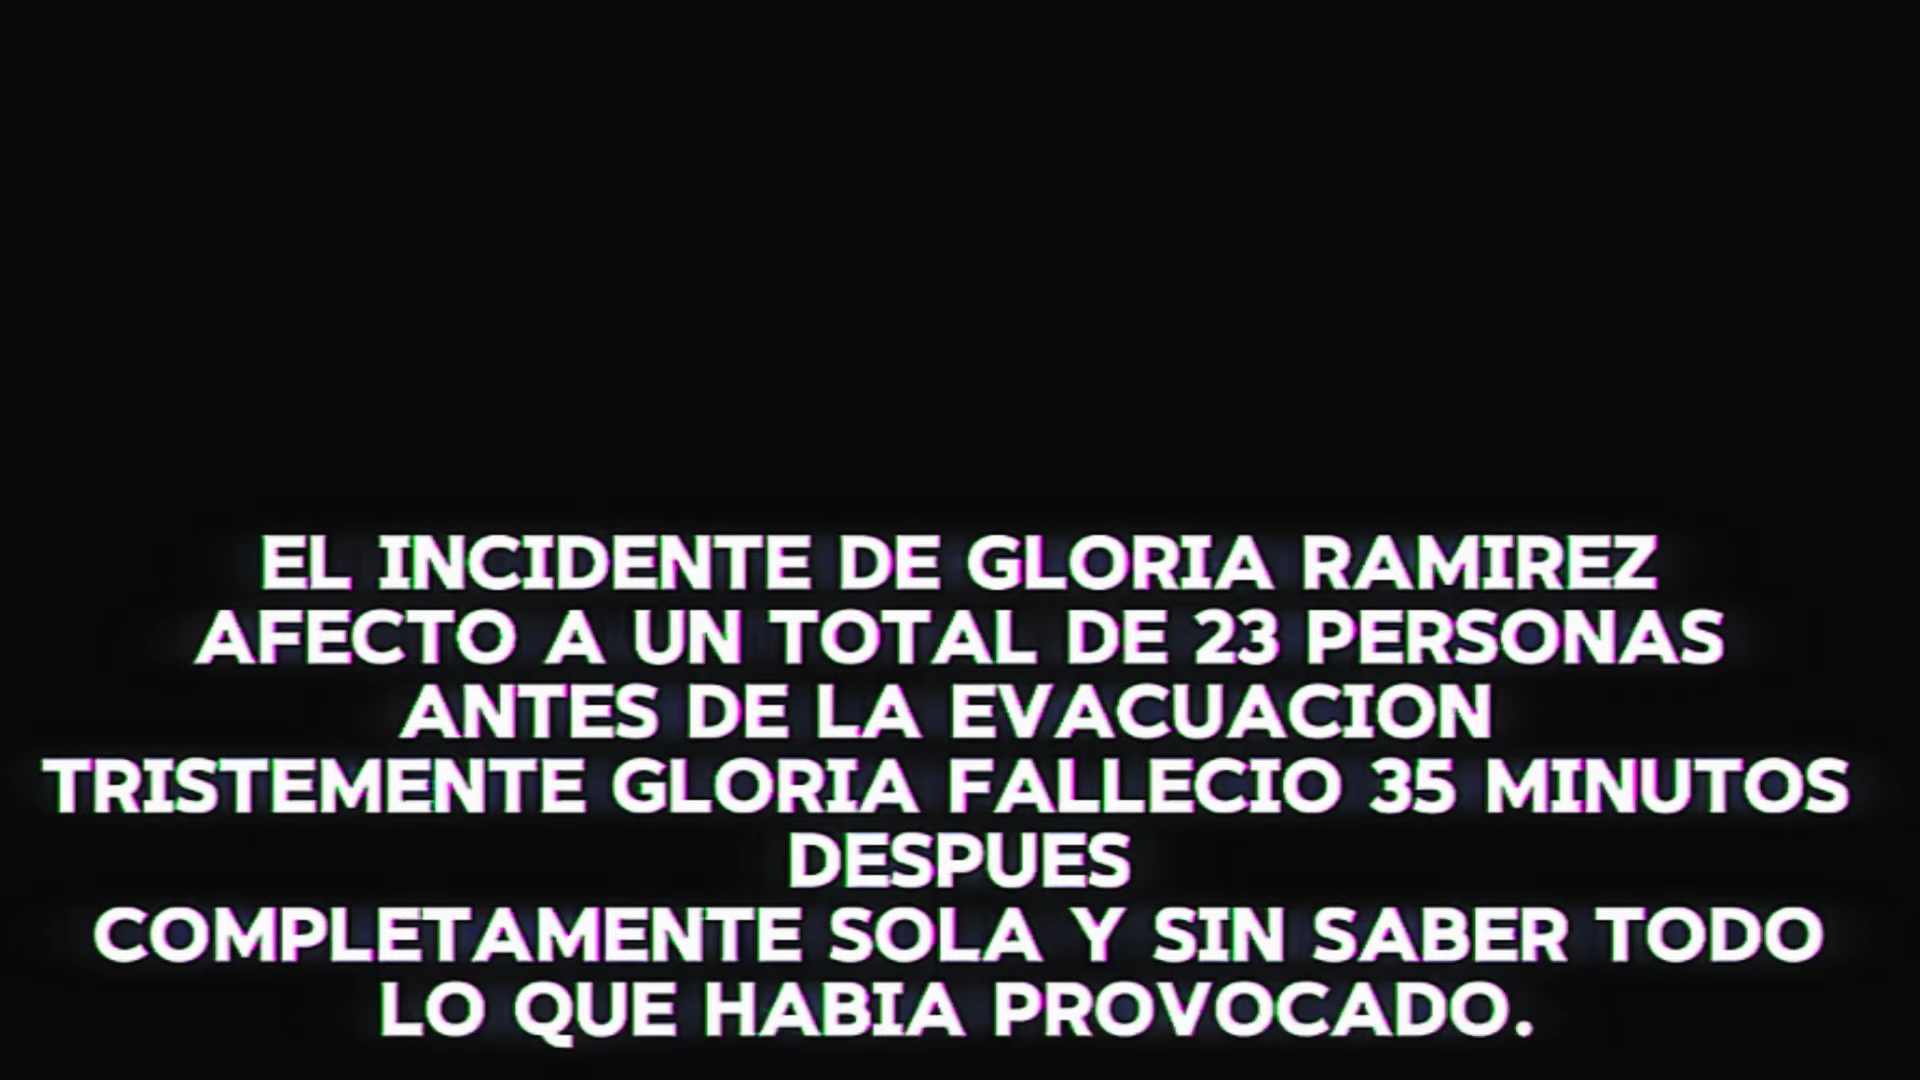 EL INCIDENTE DE GLORIA RAMIREZ
AFECTO A UN TOTAL DE 23 PERSONAS
ANTES DE LA EVACUACION
TRISTEMENTE GLORIA FALLECIO 35 MINUTOS
DESPUES
COMPLETAMENTE SOLA Y SIN SABER TODO
LO QUE HABIA PROVOCADO.